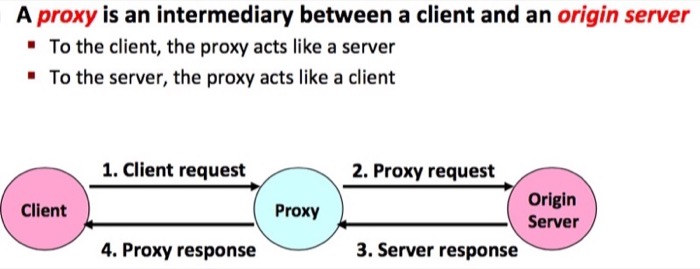 A proxy is an intermediary between a client and an origin server
▪ To the client, the proxy acts like a server
▪ To the server, the proxy acts like a client
1. Client request
2. Proxy request
Client
Proxy
Origin
Server
4. Proxy response
3. Server response